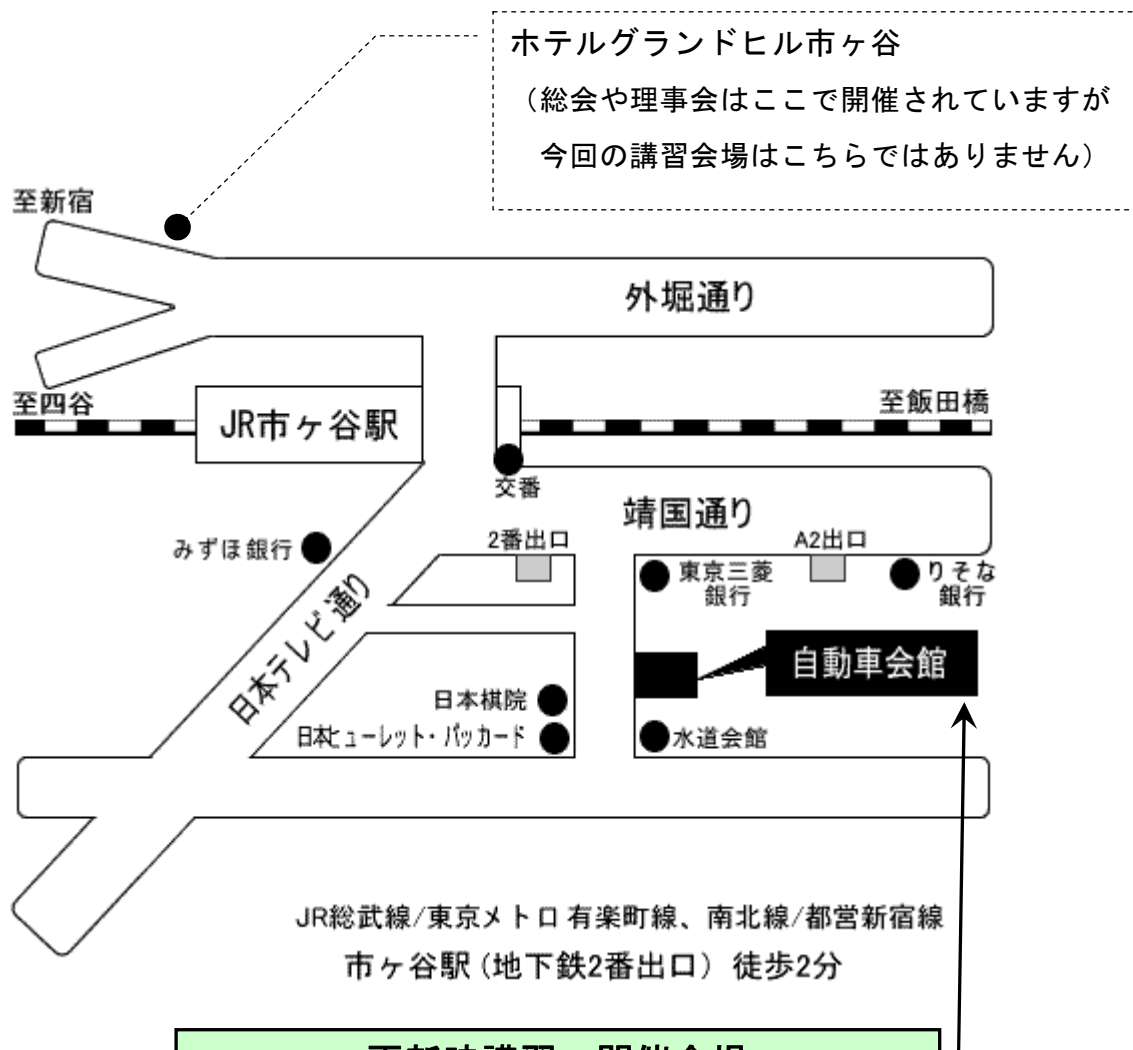 ホテルグランドヒル市ヶ谷
（総会や理事会はここで開催されていますが
今回の講習会場はこちらではありません）
至新宿
外堀通り
至四谷
JR市ヶ谷駅
至飯田橋
交番
靖国通り
みずほ銀行
2番出口
A2出口
東京三菱
銀行
りそな
銀行
日本テレビ通り
自動車会館
日本棋院
日本ヒューレット・パッカード
水道会館
JR総武線/東京メトロ 有楽町線、南北線/都営新宿線
市ヶ谷駅 (地下鉄2番出口) 徒歩2分